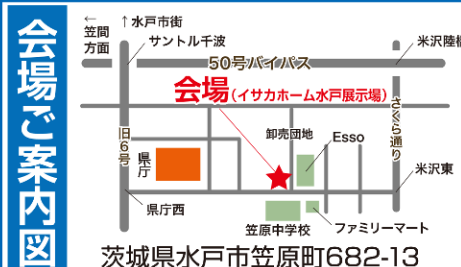 会場ご案内図
←
笠間
方面
↑水戸市街
サントル千波
米沢陸橋
50号バイパス
会場(イサカホーム水戸展示場)
旧6号
さくら通り
県庁
卸売団地
Esso
県庁西
米沢東
笠原中学校
ファミリーマート
茨城県水戸市笠原町682-13